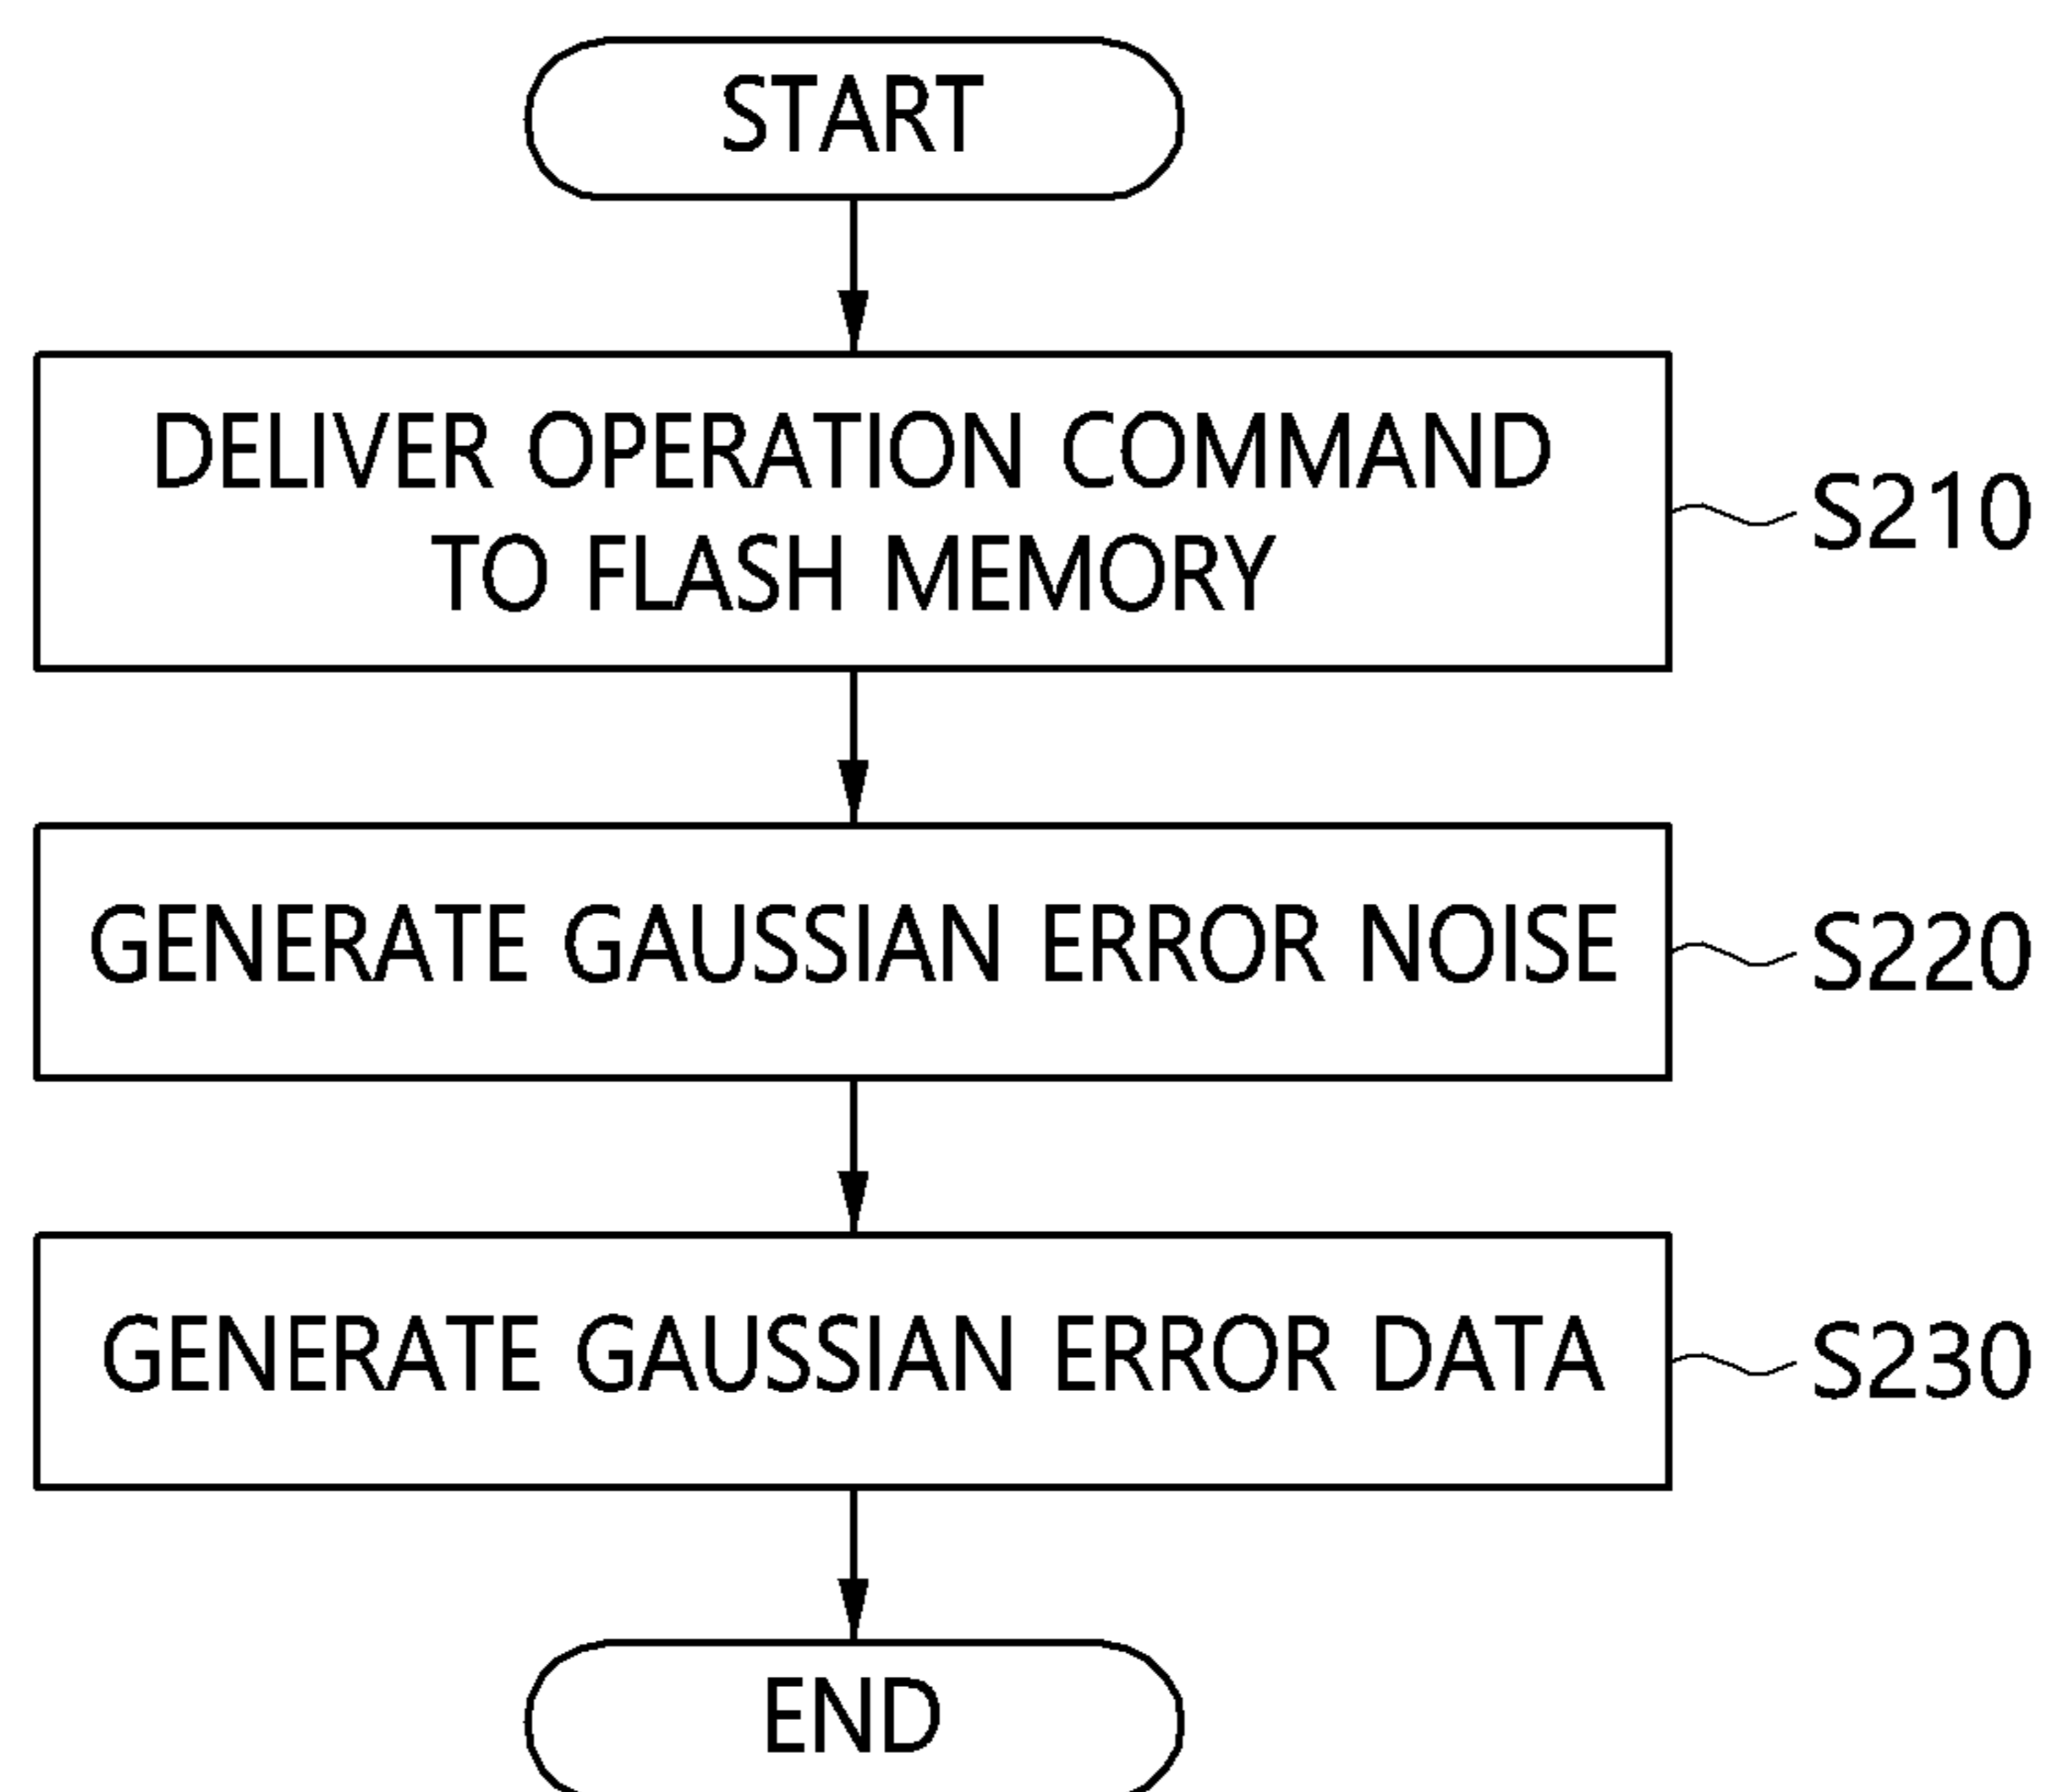 START
DELIVER OPERATION COMMAND
TO FLASH MEMORY
S210
GENERATE GAUSSIAN ERROR NOISE
S220
GENERATE GAUSSIAN ERROR DATA
S230
END